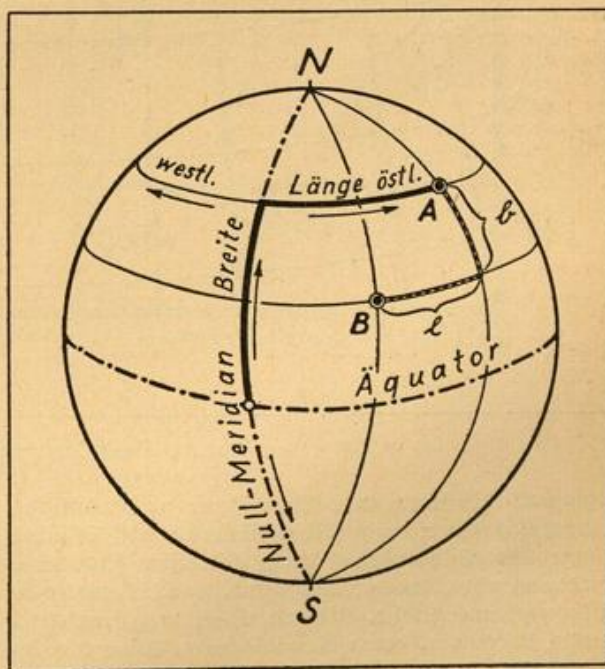 N
westl.
Länge östl.
A
b
Breite
B
l
Äquator
Null-Meridian
S